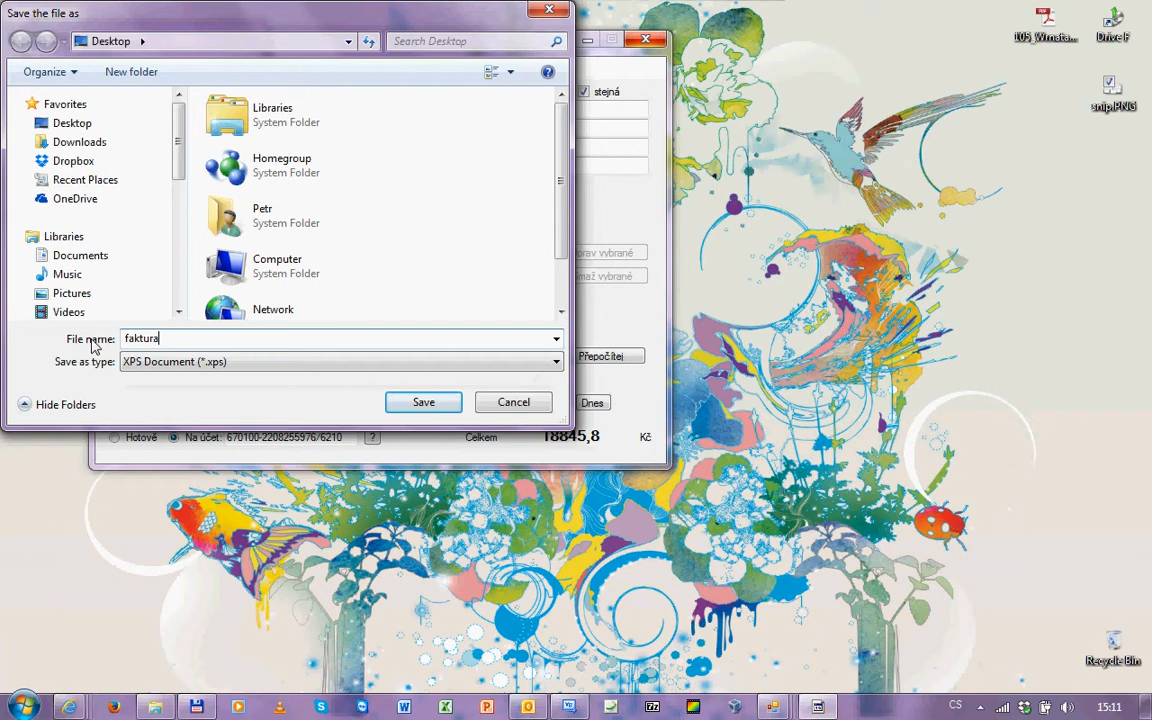 Save the file as
Desktop
Search Desktop
Organize
New folder
Favorites
Desktop
Downloads
Dropbox
Recent Places
OneDrive
Libraries
Documents
Music
Pictures
Videos
Libraries
System Folder
Homegroup
System Folder
Petr
System Folder
Computer
System Folder
Network
File name: faktura
Save as type: XPS Document (*.xps)
Hide Folders
Save
Cancel
stejná
vybrané
vybrané
Přepočítej
Dnes
Hotově
Na účet: 670100-2208255976/6210
?
Celkem
18845,8
Kč
105_Wrnata...
Drive F
snip.PNG
Recycle Bin
CS
15:11